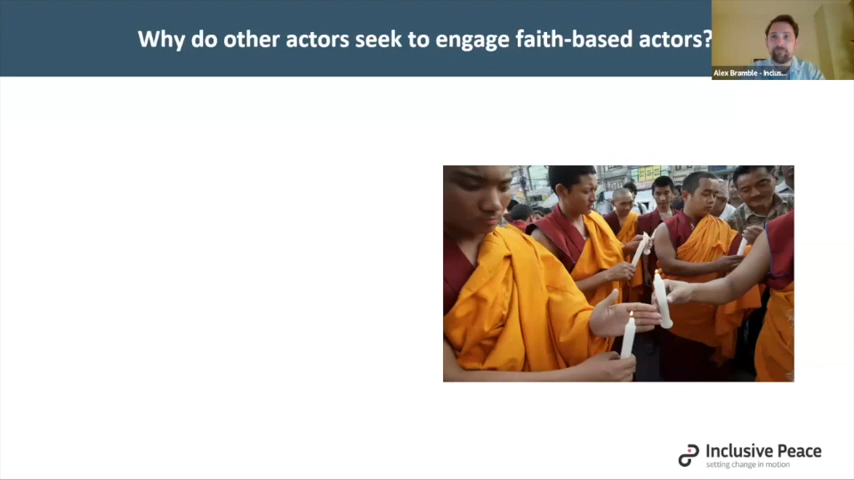 Why do other actors seek to engage faith-based actors?
Alex Bramble - Inclus...
Inclusive Peace
setting change in motion